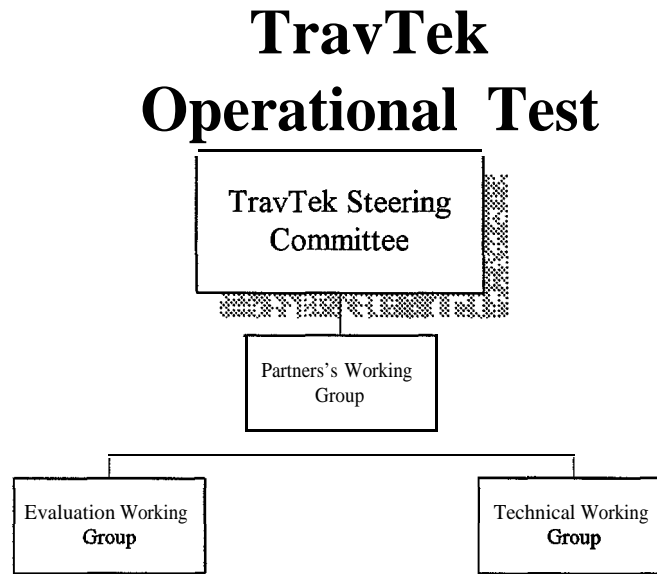 TravTek
Operational Test
TravTek Steering
Committee
Partners's Working
Group
Evaluation Working
Group
Technical Working
Group